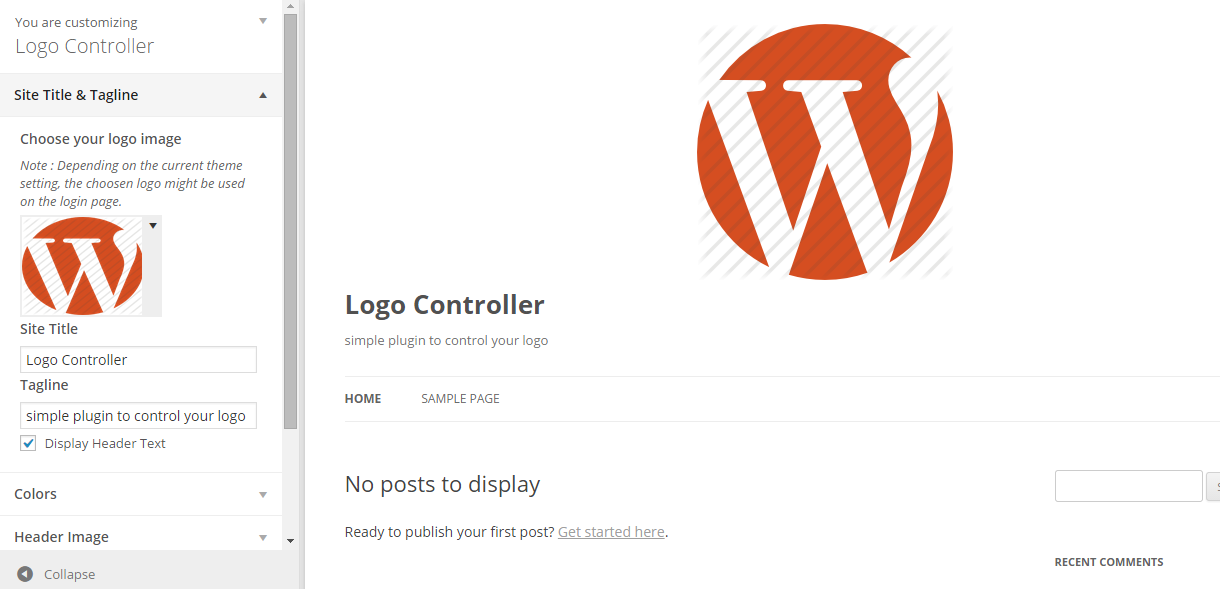 You are customizing
Logo Controller
Site Title & Tagline
Choose your logo image
Note : Depending on the current theme
setting, the choosen logo might be used
on the login page.
Site Title
Logo Controller
Tagline
simple plugin to control your logo
Display Header Text
Colors
Header Image
Collapse
Logo Controller
simple plugin to control your logo
HOME
SAMPLE PAGE
No posts to display
Ready to publish your first post? Get started here.
RECENT COMMENTS